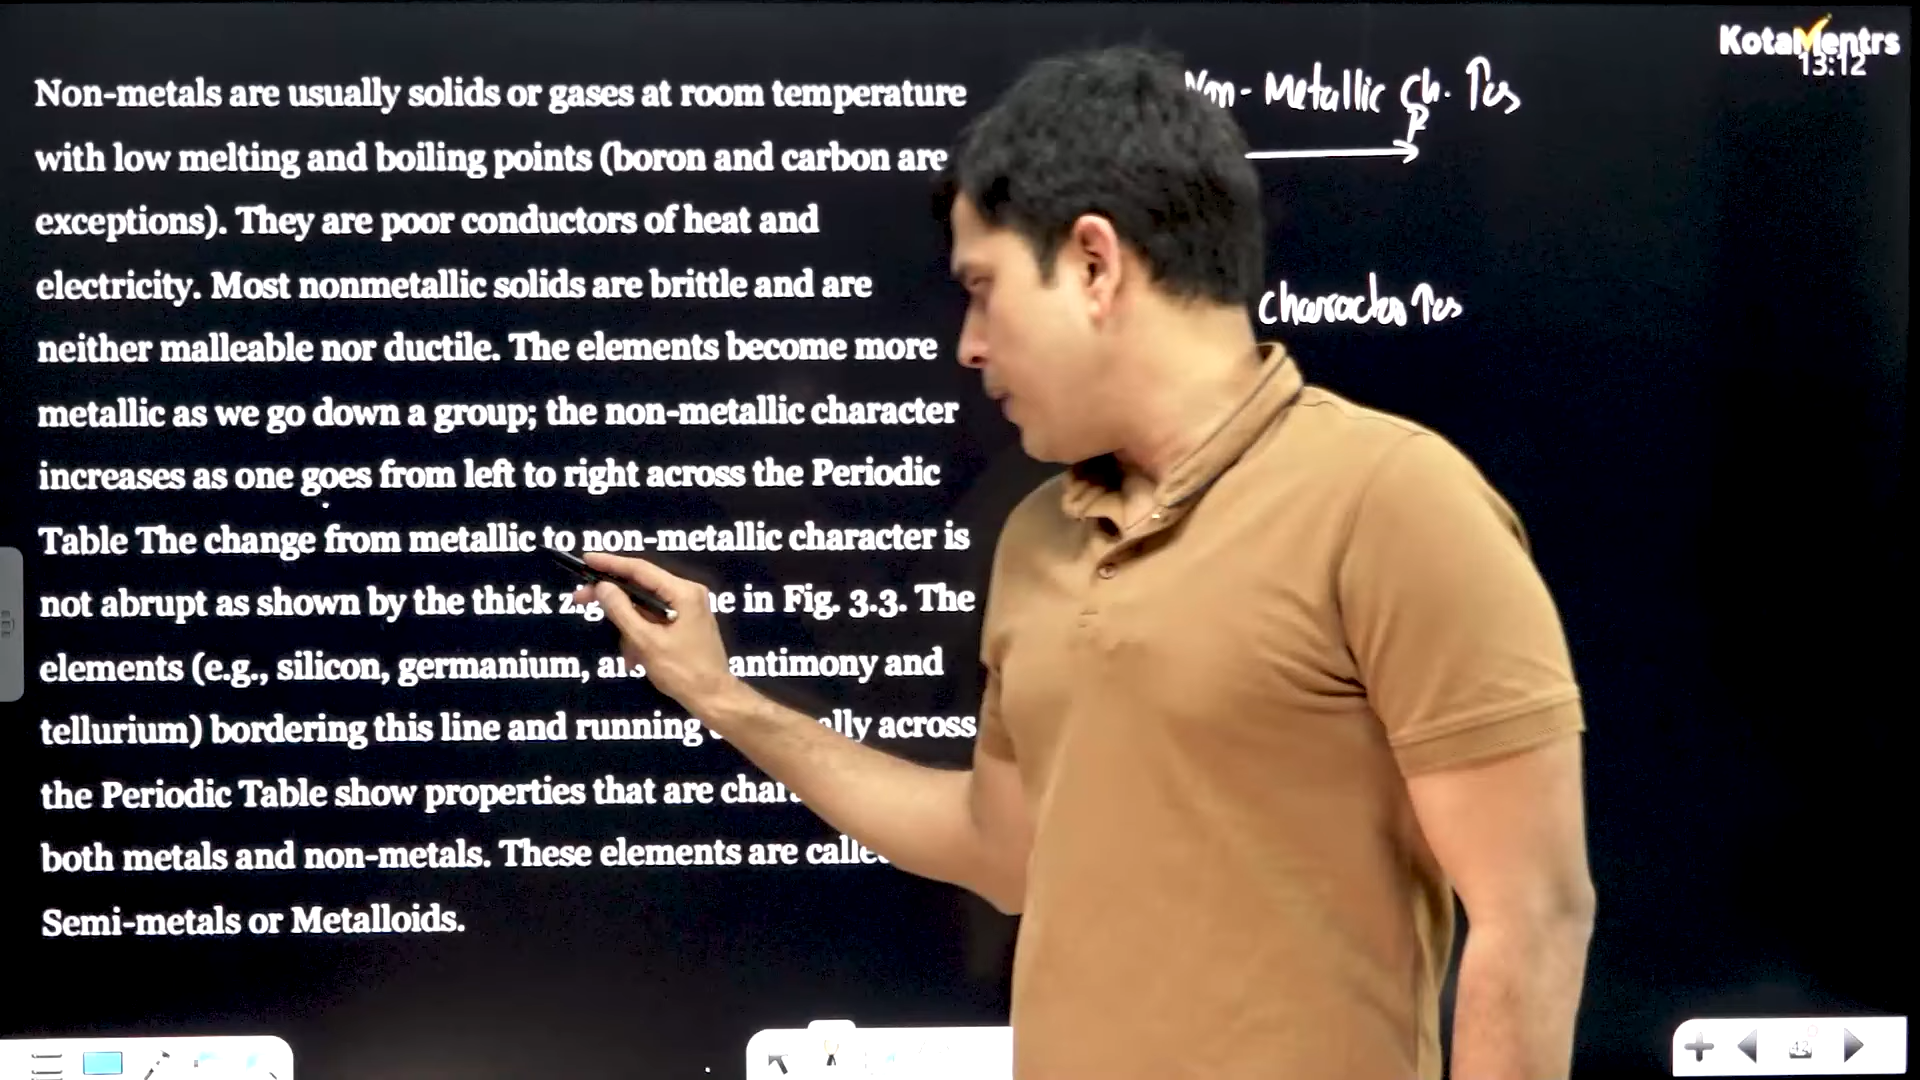 KotaMentrs
13:12
Non-metals are usually solids or gases at room temperature
with low melting and boiling points (boron and carbon are
exceptions). They are poor conductors of heat and
electricity. Most nonmetallic solids are brittle and are
neither malleable nor ductile. The elements become more
metallic as we go down a group; the non-metallic character
increases as one goes from left to right across the Periodic
Table The change from metallic to non-metallic character is
not abrupt as shown by the thick in Fig. 3.3. The
elements (e.g., silicon, germanium, antimony and
tellurium) bordering this line and running across
the Periodic Table show properties that are
both metals and non-metals. These elements are
Semi-metals or Metalloids.
Non-Metallic Ch. ↑es
character ↑es